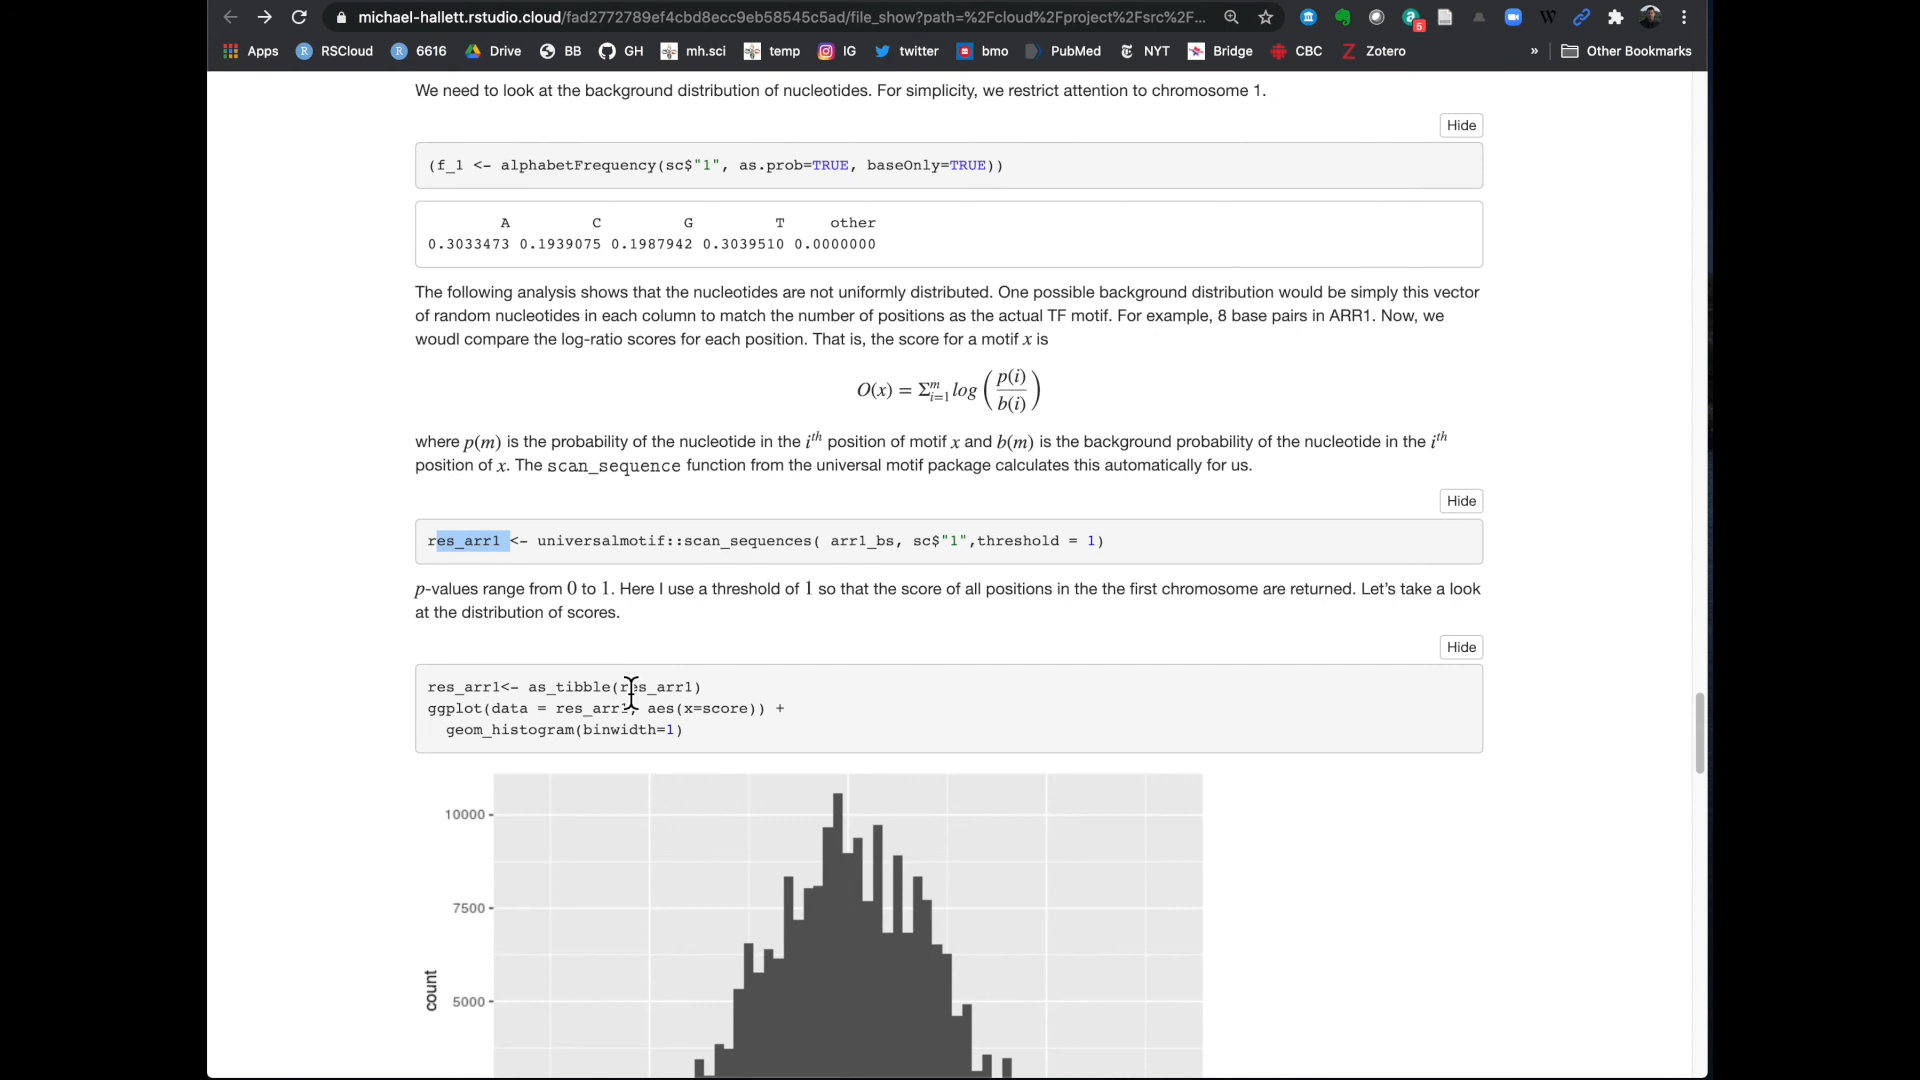 michael-hallett.rstudio.cloud/fad2772789ef4cbd8ecc9eb58545c5ad/file_show?path=%2Fcloud%2Fproject%2Fsrc%2F...
5
W
Apps RSCloud 6616 Drive BB GH mh.sci temp IG twitter bmo PubMed NYT Bridge CBC Zotero » Other Bookmarks
We need to look at the background distribution of nucleotides. For simplicity, we restrict attention to chromosome 1.
Hide
(f_1 <- alphabetFrequency(sc$"1", as.prob=TRUE, baseOnly=TRUE))
A C G T other
0.3033473 0.1939075 0.1987942 0.3039510 0.0000000
The following analysis shows that the nucleotides are not uniformly distributed. One possible background distribution would be simply this vector
of random nucleotides in each column to match the number of positions as the actual TF motif. For example, 8 base pairs in ARR1. Now, we
woudl compare the log-ratio scores for each position. That is, the score for a motif x is
O(x) = Σ^m_{i=1} log ( p(i) / b(i) )
where p(m) is the probability of the nucleotide in the i^th position of motif x and b(m) is the background probability of the nucleotide in the i^th
position of x. The scan_sequence function from the universal motif package calculates this automatically for us.
Hide
res_arr1 <- universalmotif::scan_sequences( arr1_bs, sc$"1",threshold = 1)
p-values range from 0 to 1. Here I use a threshold of 1 so that the score of all positions in the the first chromosome are returned. Let's take a look
at the distribution of scores.
Hide
res_arr1<- as_tibble(res_arr1)
ggplot(data = res_arr1, aes(x=score)) +
geom_histogram(binwidth=1)
10000
7500
5000
count